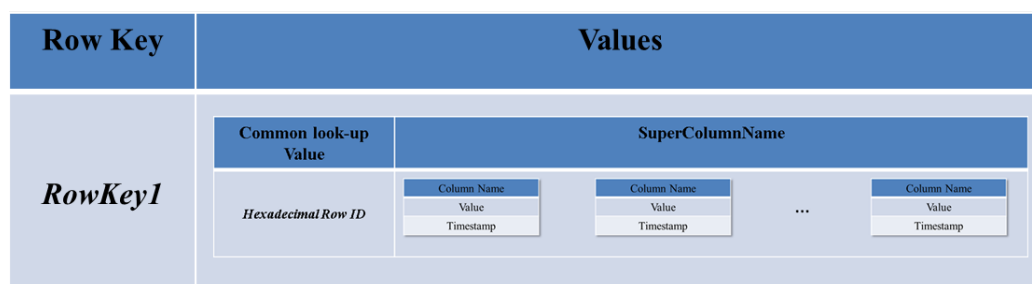 Row Key Values
Common look-up SuperColumnName
Value
RowKey1
Hexadecimal Row ID
Column Name Column Name ... Column Name
Value Value Value
Timestamp Timestamp Timestamp